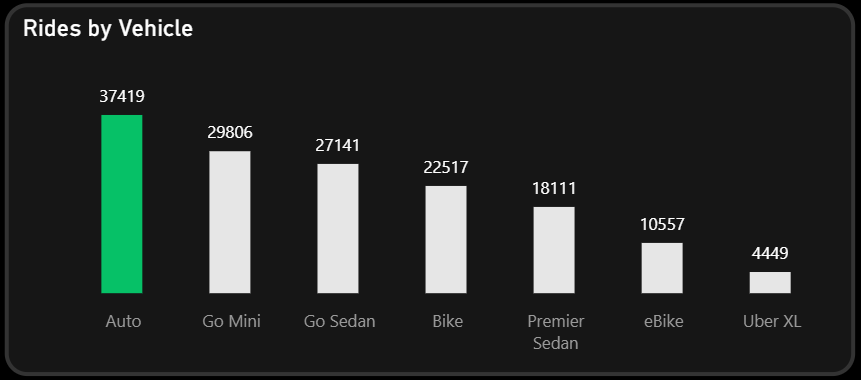 Rides by Vehicle
37419
29806
27141
22517
18111
10557
4449
Auto
Go Mini
Go Sedan
Bike
Premier
Sedan
eBike
Uber XL